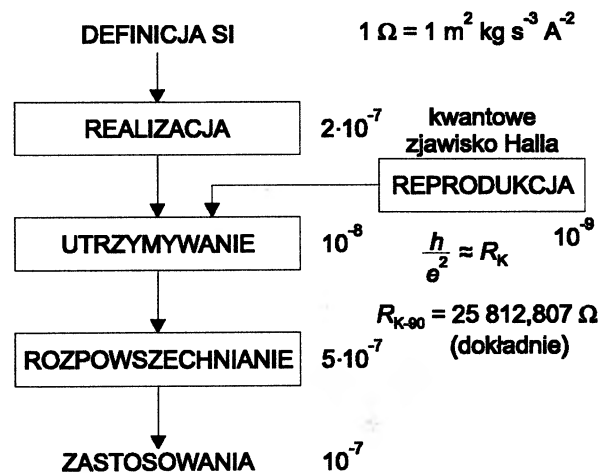 DEFINICJA SI
1 Ω = 1 m² kg s⁻³ A⁻²
REALIZACJA
2·10⁻⁷
kwantowe
zjawisko Halla
REPRODUKCJA
10⁻⁹
UTRZYMYWANIE
10⁻⁸
h/e² ≈ R_K
R_K-90 = 25 812,807 Ω
(dokładnie)
ROZPOWSZECHNIANIE
5·10⁻⁷
ZASTOSOWANIA
10⁻⁷